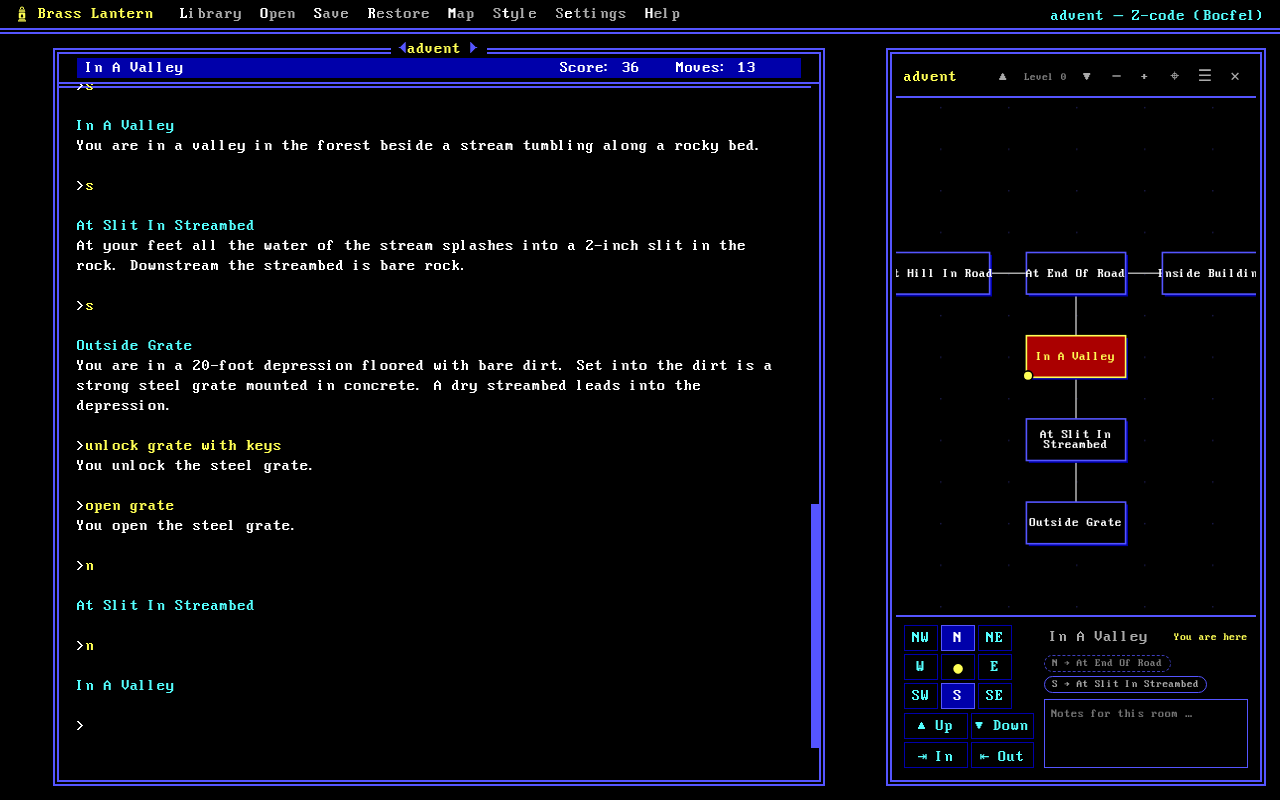 Brass Lantern Library Open Save Restore Map Style Settings Help advent — Z-code (Bocfel)
advent
In A Valley Score: 36 Moves: 13
>s
In A Valley
You are in a valley in the forest beside a stream tumbling along a rocky bed.
>s
At Slit In Streambed
At your feet all the water of the stream splashes into a 2-inch slit in the
rock. Downstream the streambed is bare rock.
>s
Outside Grate
You are in a 20-foot depression floored with bare dirt. Set into the dirt is a
strong steel grate mounted in concrete. A dry streambed leads into the
depression.
>unlock grate with keys
You unlock the steel grate.
>open grate
You open the steel grate.
>n
At Slit In Streambed
>n
In A Valley
>
advent ▲ Level 0 ▼ − + ⌖ ☰ ✕
t Hill In Road At End Of Road Inside Buildin
In A Valley
At Slit In
Streambed
Outside Grate
NW N NE
W E
SW S SE
▲ Up ▼ Down
⇥ In ⇤ Out
In A Valley You are here
N → At End Of Road
S → At Slit In Streambed
Notes for this room …